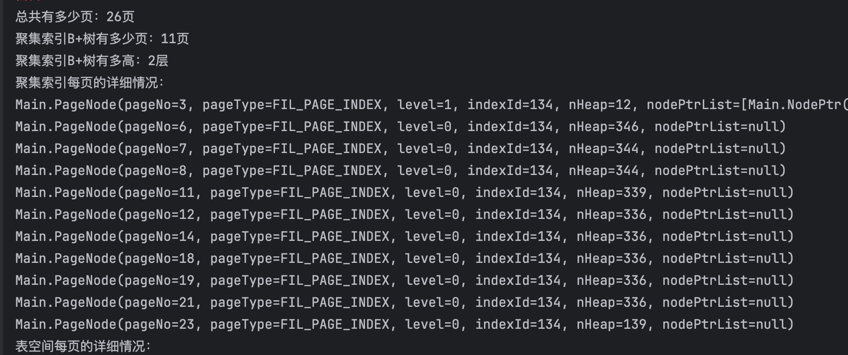 总共有多少页：26页
聚集索引B+树有多少页：11页
聚集索引B+树有多高：2层
聚集索引每页的详细情况：
Main.PageNode(pageNo=3, pageType=FIL_PAGE_INDEX, level=1, indexId=134, nHeap=12, nodePtrList=[Main.NodePtr(
Main.PageNode(pageNo=6, pageType=FIL_PAGE_INDEX, level=0, indexId=134, nHeap=346, nodePtrList=null)
Main.PageNode(pageNo=7, pageType=FIL_PAGE_INDEX, level=0, indexId=134, nHeap=344, nodePtrList=null)
Main.PageNode(pageNo=8, pageType=FIL_PAGE_INDEX, level=0, indexId=134, nHeap=344, nodePtrList=null)
Main.PageNode(pageNo=11, pageType=FIL_PAGE_INDEX, level=0, indexId=134, nHeap=339, nodePtrList=null)
Main.PageNode(pageNo=12, pageType=FIL_PAGE_INDEX, level=0, indexId=134, nHeap=336, nodePtrList=null)
Main.PageNode(pageNo=14, pageType=FIL_PAGE_INDEX, level=0, indexId=134, nHeap=336, nodePtrList=null)
Main.PageNode(pageNo=18, pageType=FIL_PAGE_INDEX, level=0, indexId=134, nHeap=336, nodePtrList=null)
Main.PageNode(pageNo=19, pageType=FIL_PAGE_INDEX, level=0, indexId=134, nHeap=336, nodePtrList=null)
Main.PageNode(pageNo=21, pageType=FIL_PAGE_INDEX, level=0, indexId=134, nHeap=336, nodePtrList=null)
Main.PageNode(pageNo=23, pageType=FIL_PAGE_INDEX, level=0, indexId=134, nHeap=139, nodePtrList=null)
表空间每页的详细情况：